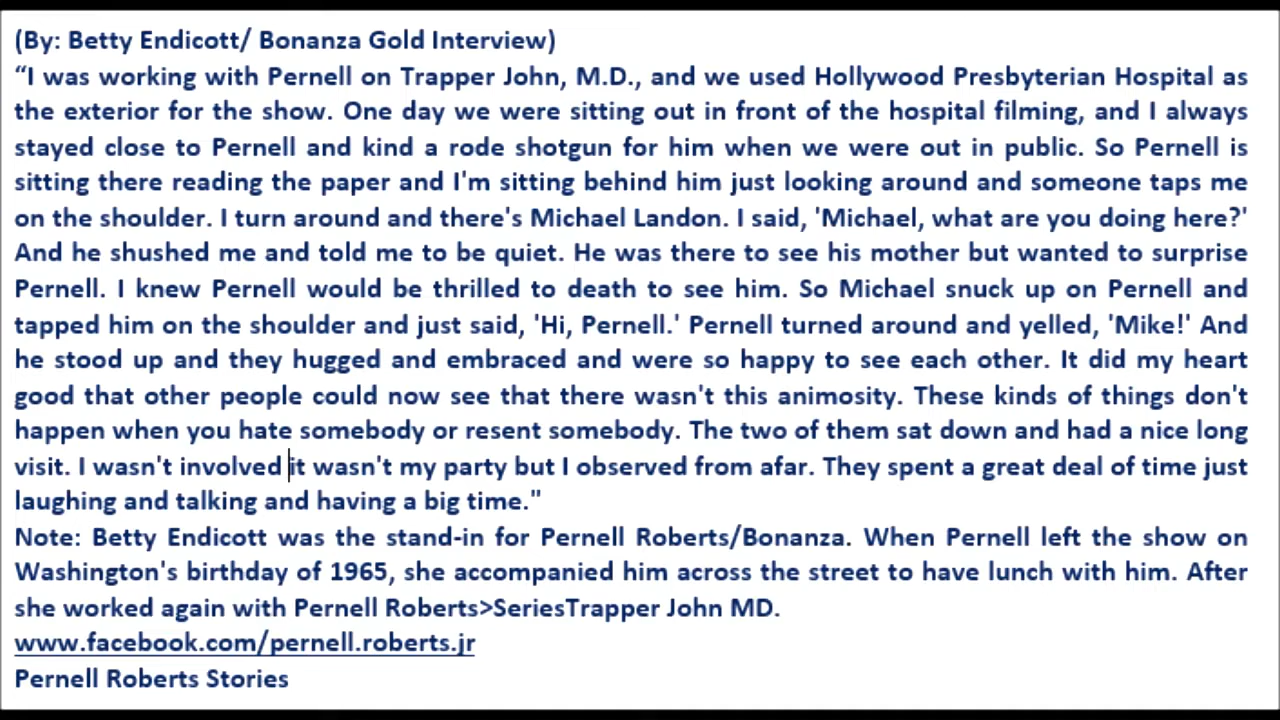 (By: Betty Endicott/ Bonanza Gold Interview)
“I was working with Pernell on Trapper John, M.D., and we used Hollywood Presbyterian Hospital as
the exterior for the show. One day we were sitting out in front of the hospital filming, and I always
stayed close to Pernell and kind a rode shotgun for him when we were out in public. So Pernell is
sitting there reading the paper and I'm sitting behind him just looking around and someone taps me
on the shoulder. I turn around and there's Michael Landon. I said, 'Michael, what are you doing here?'
And he shushed me and told me to be quiet. He was there to see his mother but wanted to surprise
Pernell. I knew Pernell would be thrilled to death to see him. So Michael snuck up on Pernell and
tapped him on the shoulder and just said, 'Hi, Pernell.' Pernell turned around and yelled, 'Mike!' And
he stood up and they hugged and embraced and were so happy to see each other. It did my heart
good that other people could now see that there wasn't this animosity. These kinds of things don't
happen when you hate somebody or resent somebody. The two of them sat down and had a nice long
visit. I wasn't involved it wasn't my party but I observed from afar. They spent a great deal of time just
laughing and talking and having a big time."
Note: Betty Endicott was the stand-in for Pernell Roberts/Bonanza. When Pernell left the show on
Washington's birthday of 1965, she accompanied him across the street to have lunch with him. After
she worked again with Pernell Roberts>SeriesTrapper John MD.
www.facebook.com/pernell.roberts.jr
Pernell Roberts Stories